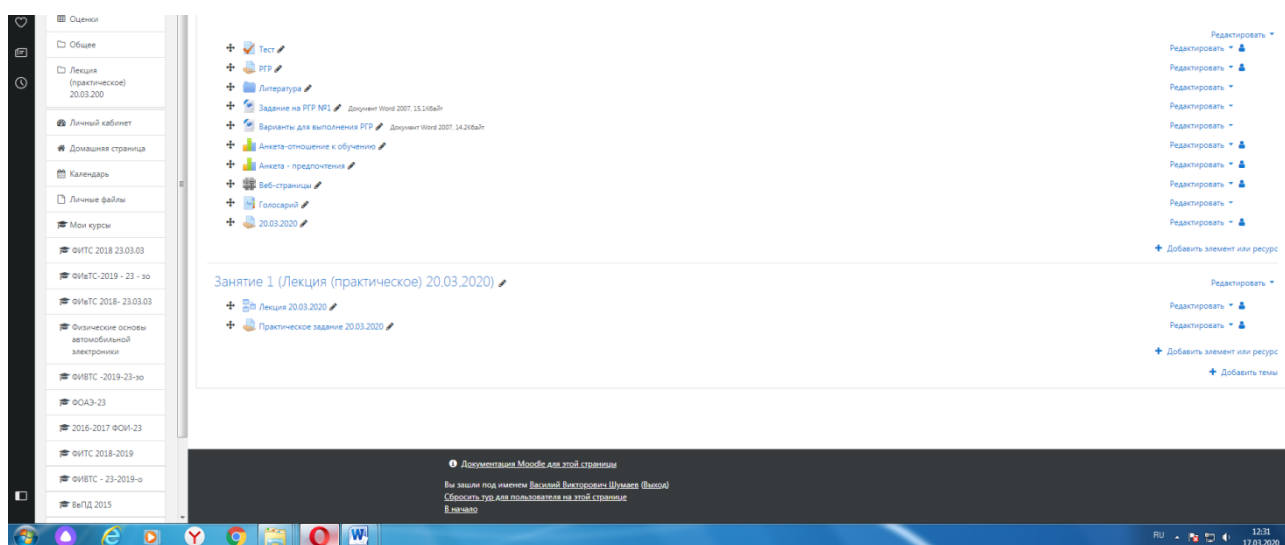 Оценки
Общее
Лекция
(практическое)
20.03.200
Личный кабинет
Домашняя страница
Календарь
Личные файлы
Мои курсы
ФИТС 2018 23.03.03
ФИвТС-2019 - 23 - зо
ФИвТС 2018- 23.03.03
Физические основы
автомобильной
электроники
ФИВТС -2019-23-зо
ФОАЭ-23
2016-2017 ФОИ-23
ФИТС 2018-2019
ФИВТС - 23-2019-о
ВвПД 2015
Редактировать
Тест Редактировать
РГР Редактировать
Литература Редактировать
Задание на РГР №1 Документ Word 2007, 15.1Кбайт Редактировать
Варианты для выполнения РГР Документ Word 2007, 14.2Кбайт Редактировать
Анкета-отношение к обучению Редактировать
Анкета - предпочтения Редактировать
Веб-страницы Редактировать
Голосарий Редактировать
20.03.2020 Редактировать
Добавить элемент или ресурс
Занятие 1 (Лекция (практическое) 20.03.2020) Редактировать
Лекция 20.03.2020 Редактировать
Практическое задание 20.03.2020 Редактировать
Добавить элемент или ресурс
Добавить темы
Документация Moodle для этой страницы
Вы зашли под именем Василий Викторович Шумаев (Выход)
Сбросить тур для пользователя на этой странице
В начало
RU 12:31
17.03.2020